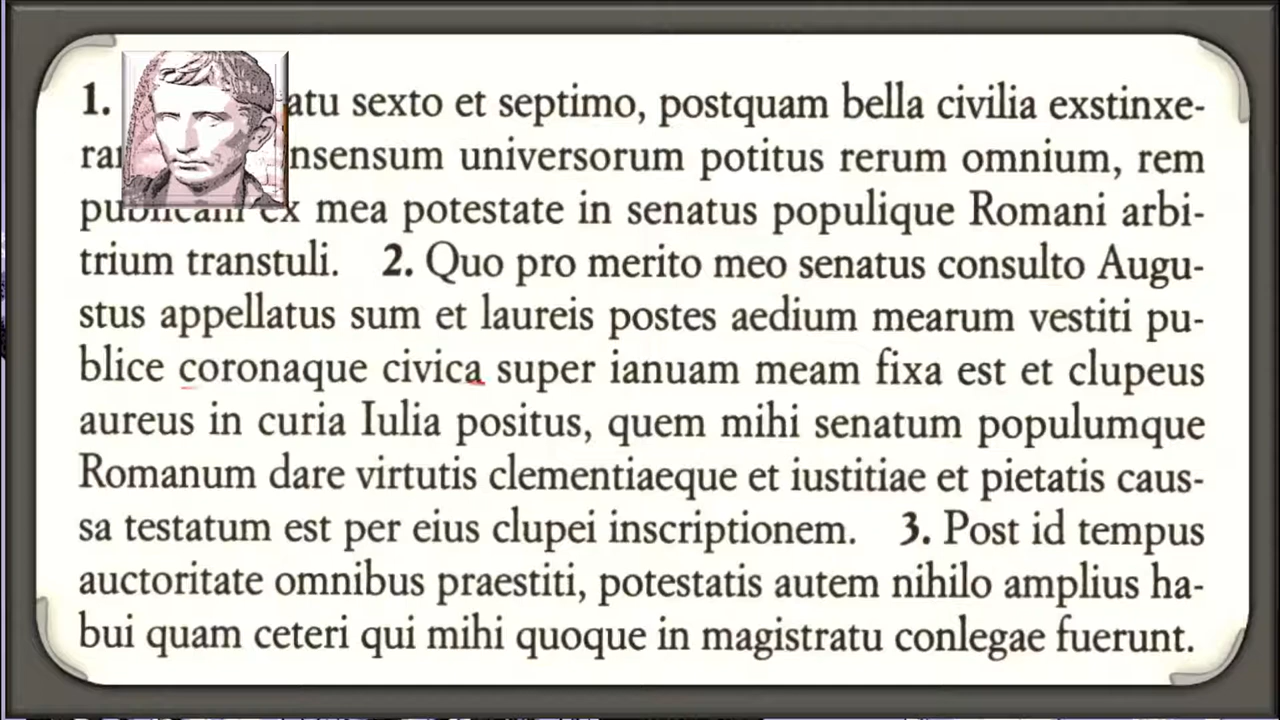 1. atu sexto et septimo, postquam bella civilia exstinxe-
nsensum universorum potitus rerum omnium, rem
publicam ex mea potestate in senatus populique Romani arbi-
trium transtuli. 2. Quo pro merito meo senatus consulto Augu-
stus appellatus sum et laureis postes aedium mearum vestiti pu-
blice coronaque civica super ianuam meam fixa est et clupeus
aureus in curia Iulia positus, quem mihi senatum populumque
Romanum dare virtutis clementiaeque et iustitiae et pietatis caus-
sa testatum est per eius clupei inscriptionem. 3. Post id tempus
auctoritate omnibus praestiti, potestatis autem nihilo amplius ha-
bui quam ceteri qui mihi quoque in magistratu conlegae fuerunt.